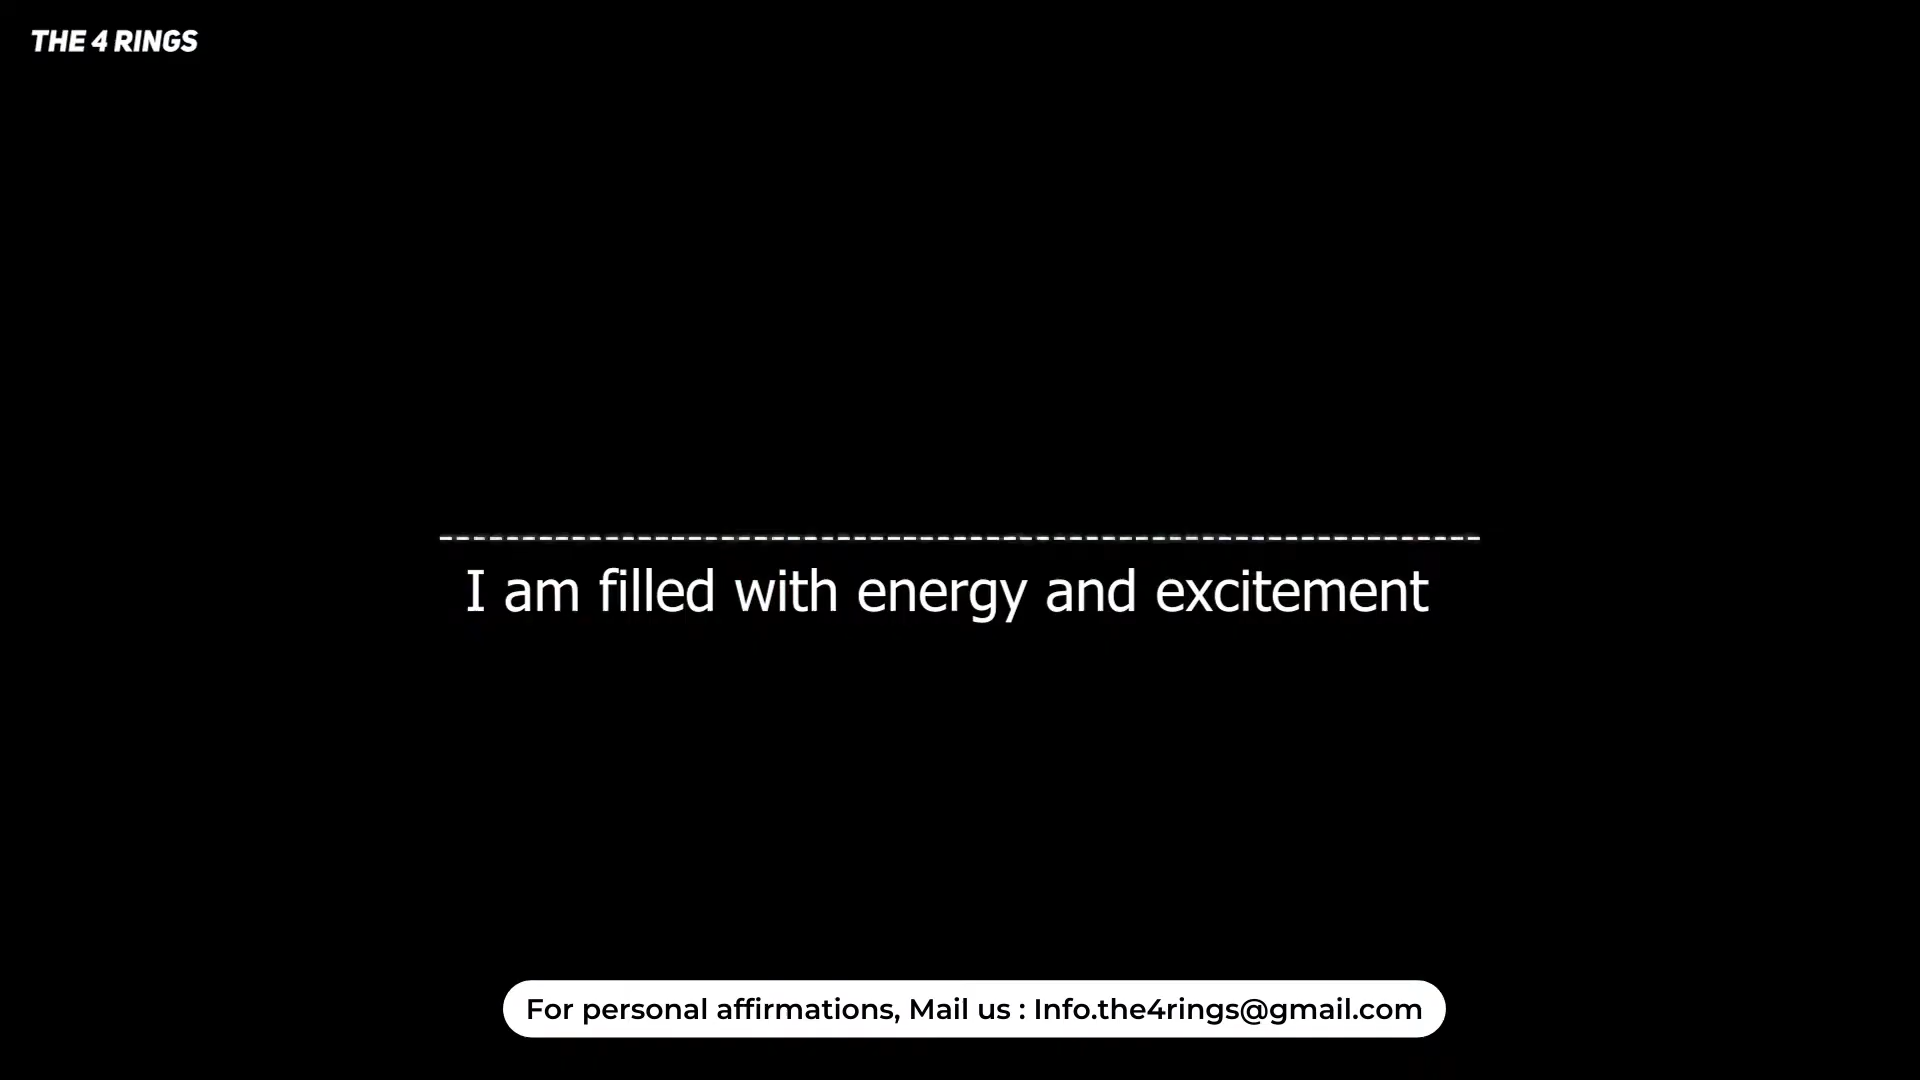 THE 4 RINGS
I am filled with energy and excitement
For personal affirmations, Mail us : Info.the4rings@gmail.com